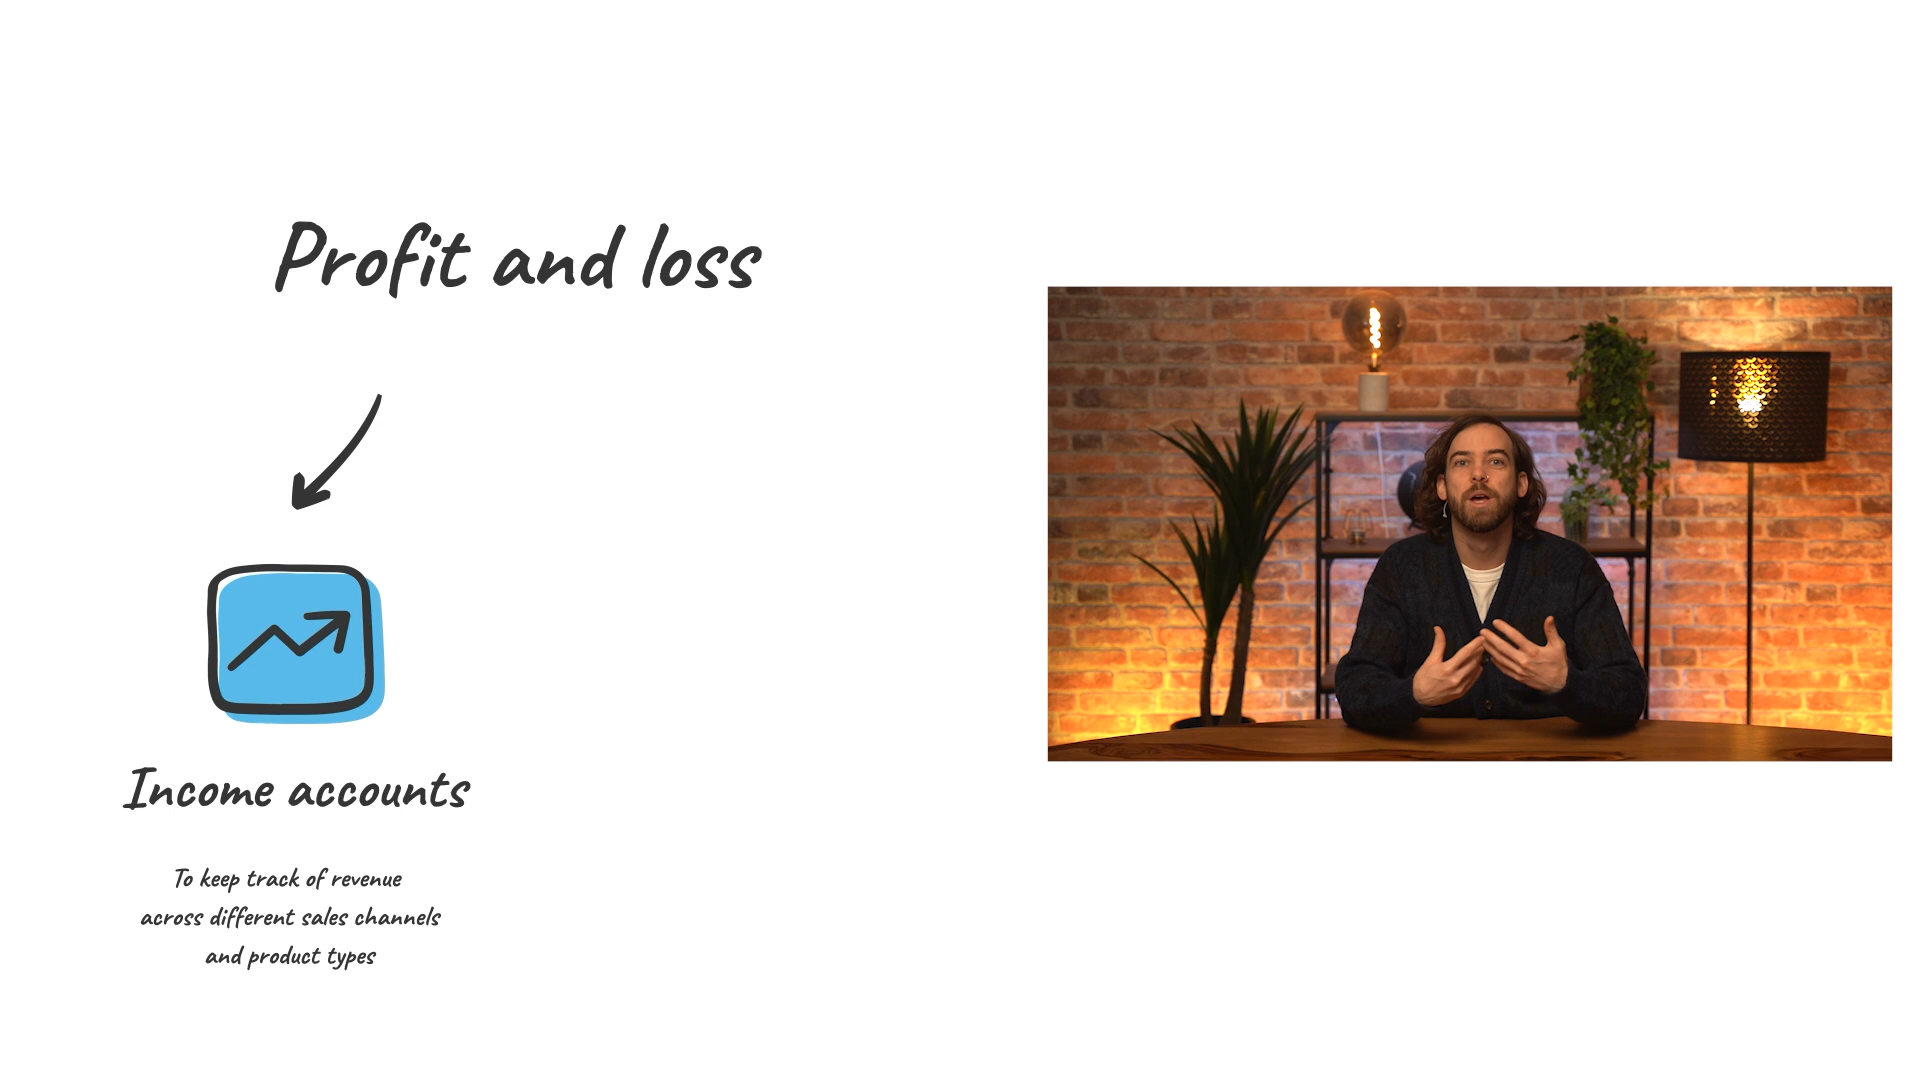 Profit and loss
Income accounts
To keep track of revenue
across different sales channels
and product types